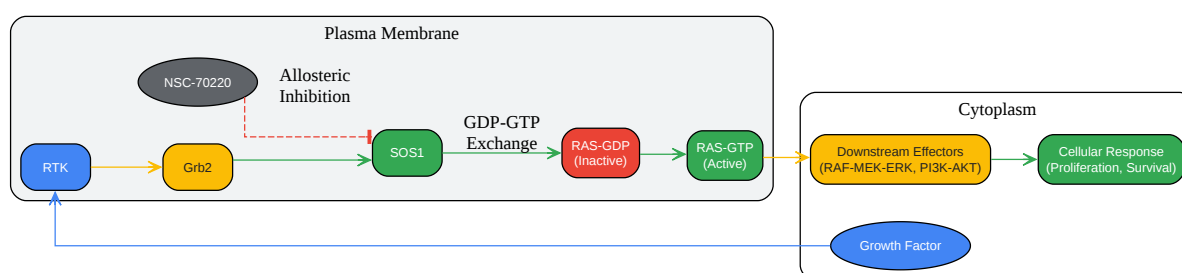 Plasma Membrane
NSC-70220
Allosteric
Inhibition
GDP-GTP
Exchange
RTK
Grb2
SOS1
RAS-GDP
(Inactive)
RAS-GTP
(Active)
Cytoplasm
Downstream Effectors
(RAF-MEK-ERK, PI3K-AKT)
Cellular Response
(Proliferation, Survival)
Growth Factor